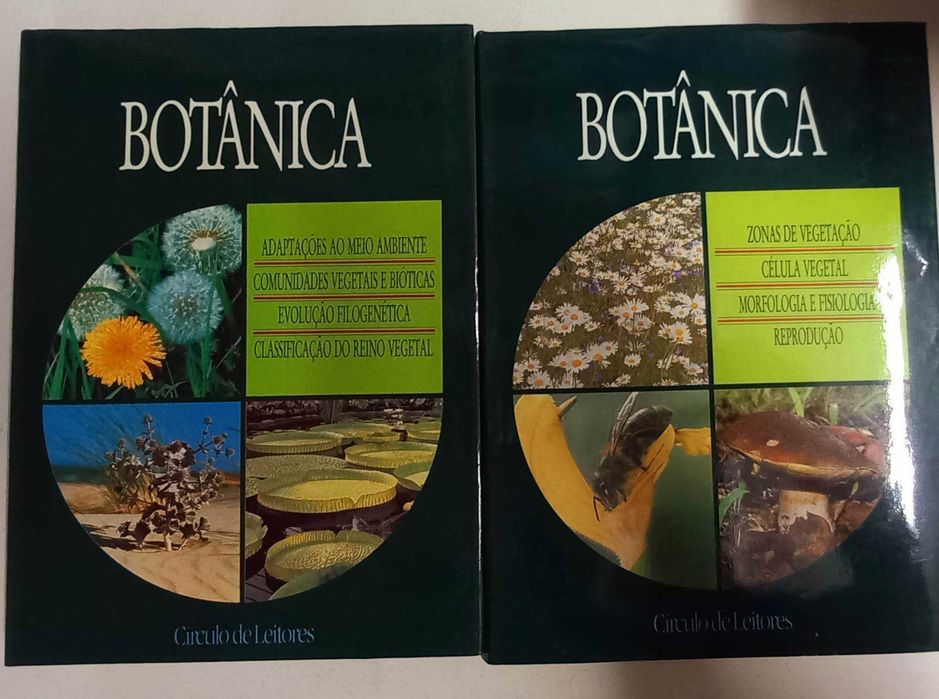 BOTÂNICA
ADAPTAÇÕES AO MEIO AMBIENTE
COMUNIDADES VEGETAIS E BIÓTICAS
EVOLUÇÃO FILOGENÉTICA
CLASSIFICAÇÃO DO REINO VEGETAL
Círculo de Leitores
BOTÂNICA
ZONAS DE VEGETAÇÃO
CÉLULA VEGETAL
MORFOLOGIA E FISIOLOGIA
REPRODUÇÃO
Círculo de Leitores